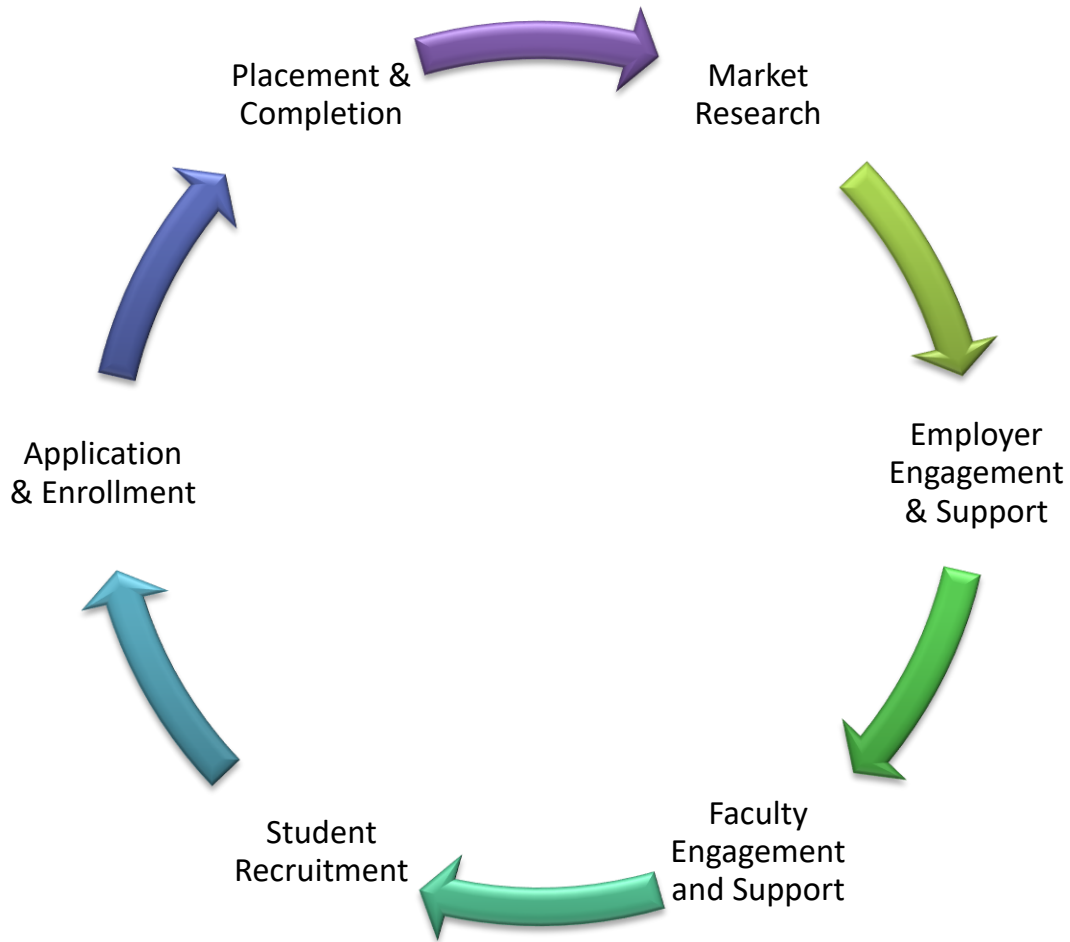 Placement &
Completion
Market
Research
Employer
Engagement
& Support
Faculty
Engagement
and Support
Student
Recruitment
Application
& Enrollment